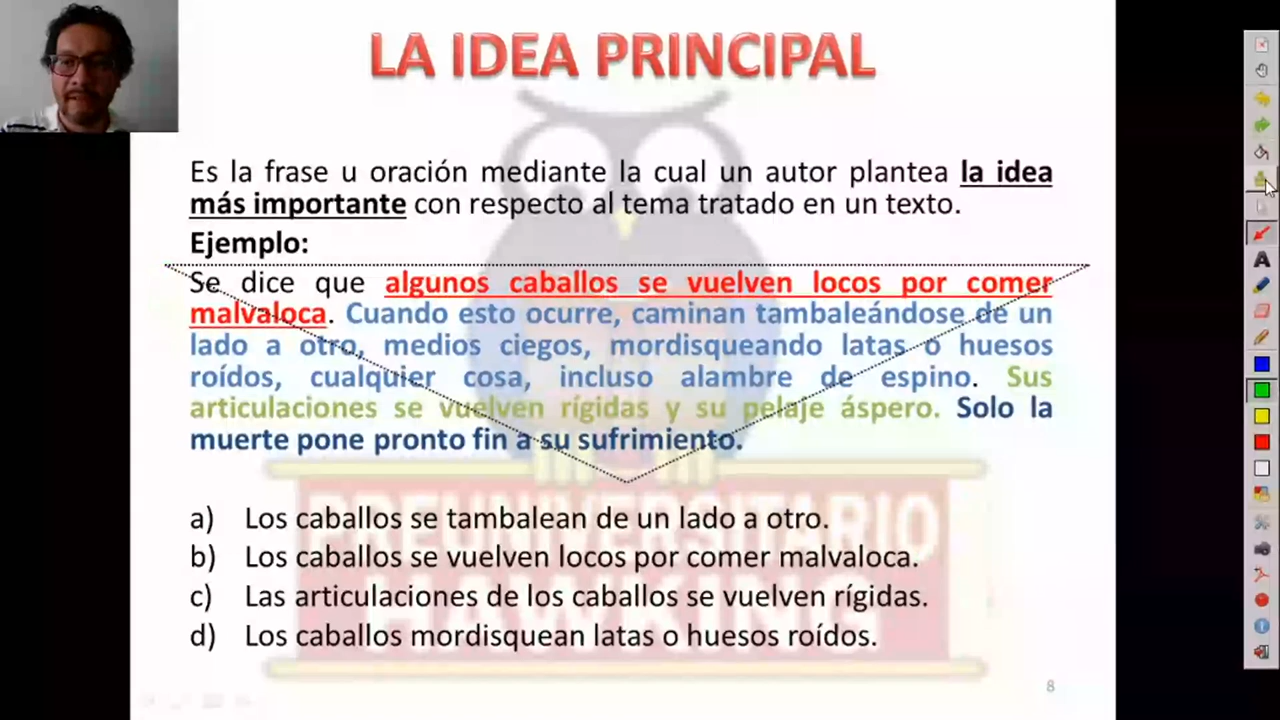 LA IDEA PRINCIPAL
Es la frase u oración mediante la cual un autor plantea la idea
más importante con respecto al tema tratado en un texto.
Ejemplo:
Se dice que algunos caballos se vuelven locos por comer
malvaloca. Cuando esto ocurre, caminan tambaleándose de un
lado a otro, medios ciegos, mordisqueando latas o huesos
roídos, cualquier cosa, incluso alambre de espino. Sus
articulaciones se vuelven rígidas y su pelaje áspero. Solo la
muerte pone pronto fin a su sufrimiento.
PREUNIVERSITARIO
HAWKING
a) Los caballos se tambalean de un lado a otro.
b) Los caballos se vuelven locos por comer malvaloca.
c) Las articulaciones de los caballos se vuelven rígidas.
d) Los caballos mordisquean latas o huesos roídos.
8